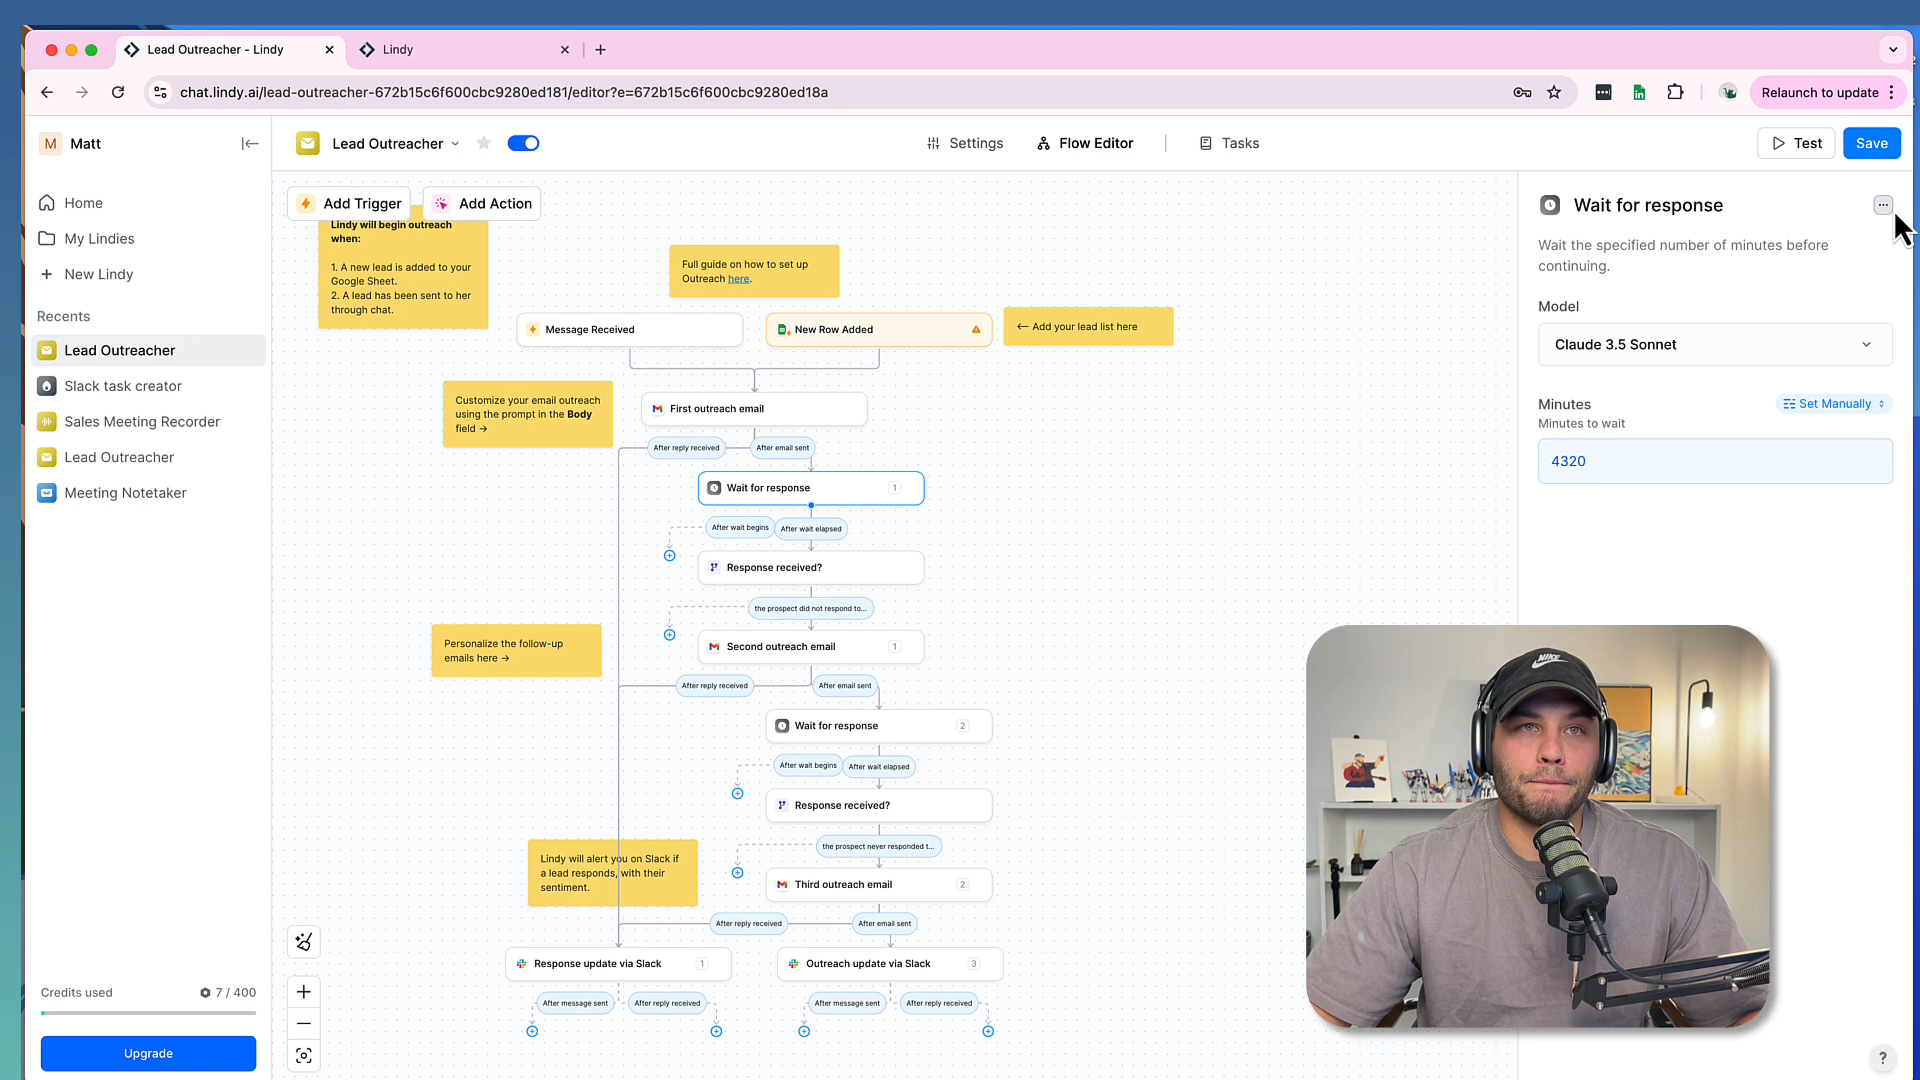 Lead Outreacher - Lindy
Lindy
chat.lindy.ai/lead-outreacher-672b15c6f600cbc9280ed181/editor?e=672b15c6f600cbc9280ed18a
Relaunch to update
M Matt
Lead Outreacher
Settings
Flow Editor
Tasks
Test
Save
Home
My Lindies
New Lindy
Recents
Lead Outreacher
Slack task creator
Sales Meeting Recorder
Lead Outreacher
Meeting Notetaker
Credits used
7 / 400
Upgrade
Add Trigger
Add Action
Lindy will begin outreach
when:
1. A new lead is added to your
Google Sheet.
2. A lead has been sent to her
through chat.
Full guide on how to set up
Outreach here.
Message Received
New Row Added
← Add your lead list here
Customize your email outreach
using the prompt in the Body
field →
First outreach email
After reply received
After email sent
Wait for response
1
After wait begins
After wait elapsed
Response received?
the prospect did not respond to...
Personalize the follow-up
emails here →
Second outreach email
1
After reply received
After email sent
Wait for response
2
After wait begins
After wait elapsed
Response received?
the prospect never responded t...
Lindy will alert you on Slack if
a lead responds, with their
sentiment.
Third outreach email
2
After reply received
After email sent
Response update via Slack
1
Outreach update via Slack
3
After message sent
After reply received
After message sent
After reply received
Wait for response
Wait the specified number of minutes before
continuing.
Model
Claude 3.5 Sonnet
Minutes
Set Manually
Minutes to wait
4320
NIKE
?